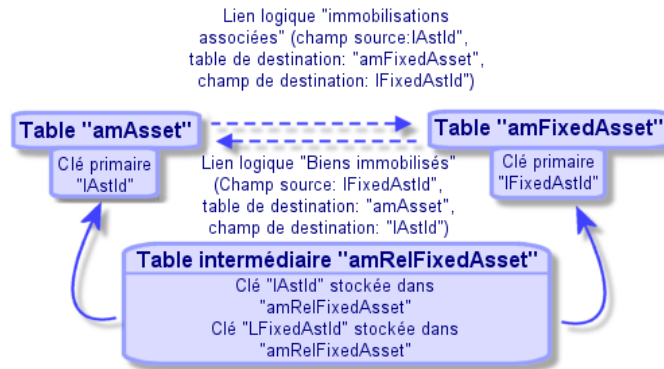 Lien logique "immobilisations
associées" (champ source:lAstId",
table de destination: "amFixedAsset",
champ de destination: lFixedAstId")
Table "amAsset"
Clé primaire
"lAstId"
Table "amFixedAsset"
Clé primaire
"lFixedAstId"
Lien logique "Biens immobilisés"
(Champ source: lFixedAstId",
table de destination: "amAsset",
champ de destination: "lAstId")
Table intermédiaire "amRelFixedAsset"
Clé "lAstId" stockée dans
"amRelFixedAsset"
Clé "LFixedAstId" stockée dans
"amRelFixedAsset"